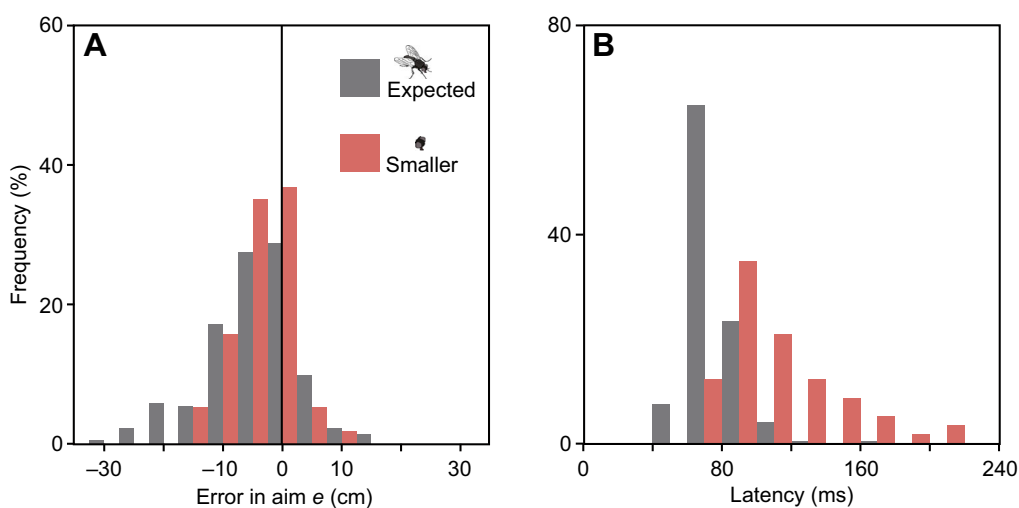 A
60
40
20
0
Frequency (%)
Expected
Smaller
–30
–10
0
10
30
Error in aim e (cm)
B
80
40
0
0
80
160
240
Latency (ms)